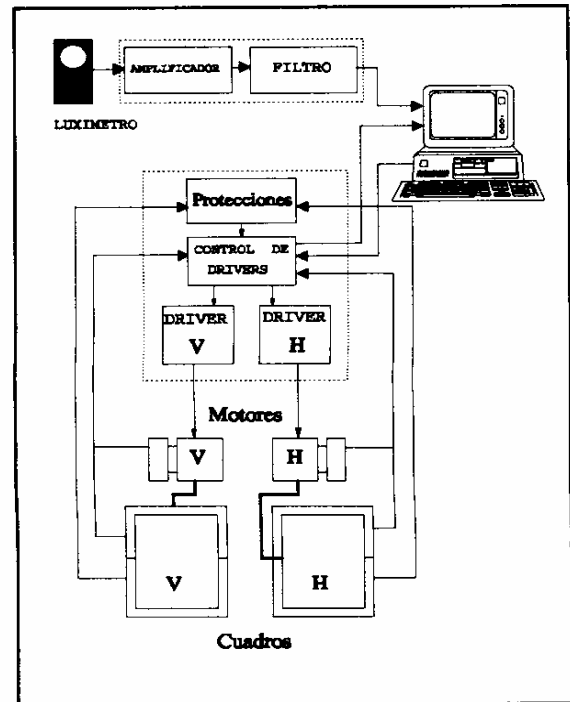 AMPLIFICADOR
FILTRO
LUXIMETRO
Protecciones
CONTROL DE
DRIVERS
DRIVER
V
DRIVER
H
Motores
V
H
V
H
Cuadros